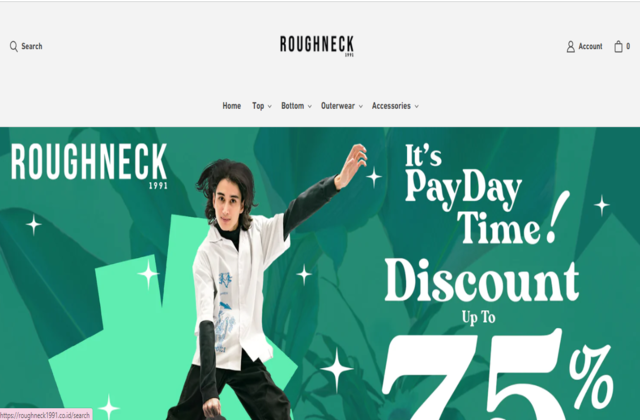 Search
ROUGHNECK
1991
Account
0
Home Top Bottom Outerwear Accessories
ROUGHNECK
1991
It's
PayDay
Time!
Discount
Up To
75%
https://roughneck1991.co.id/search